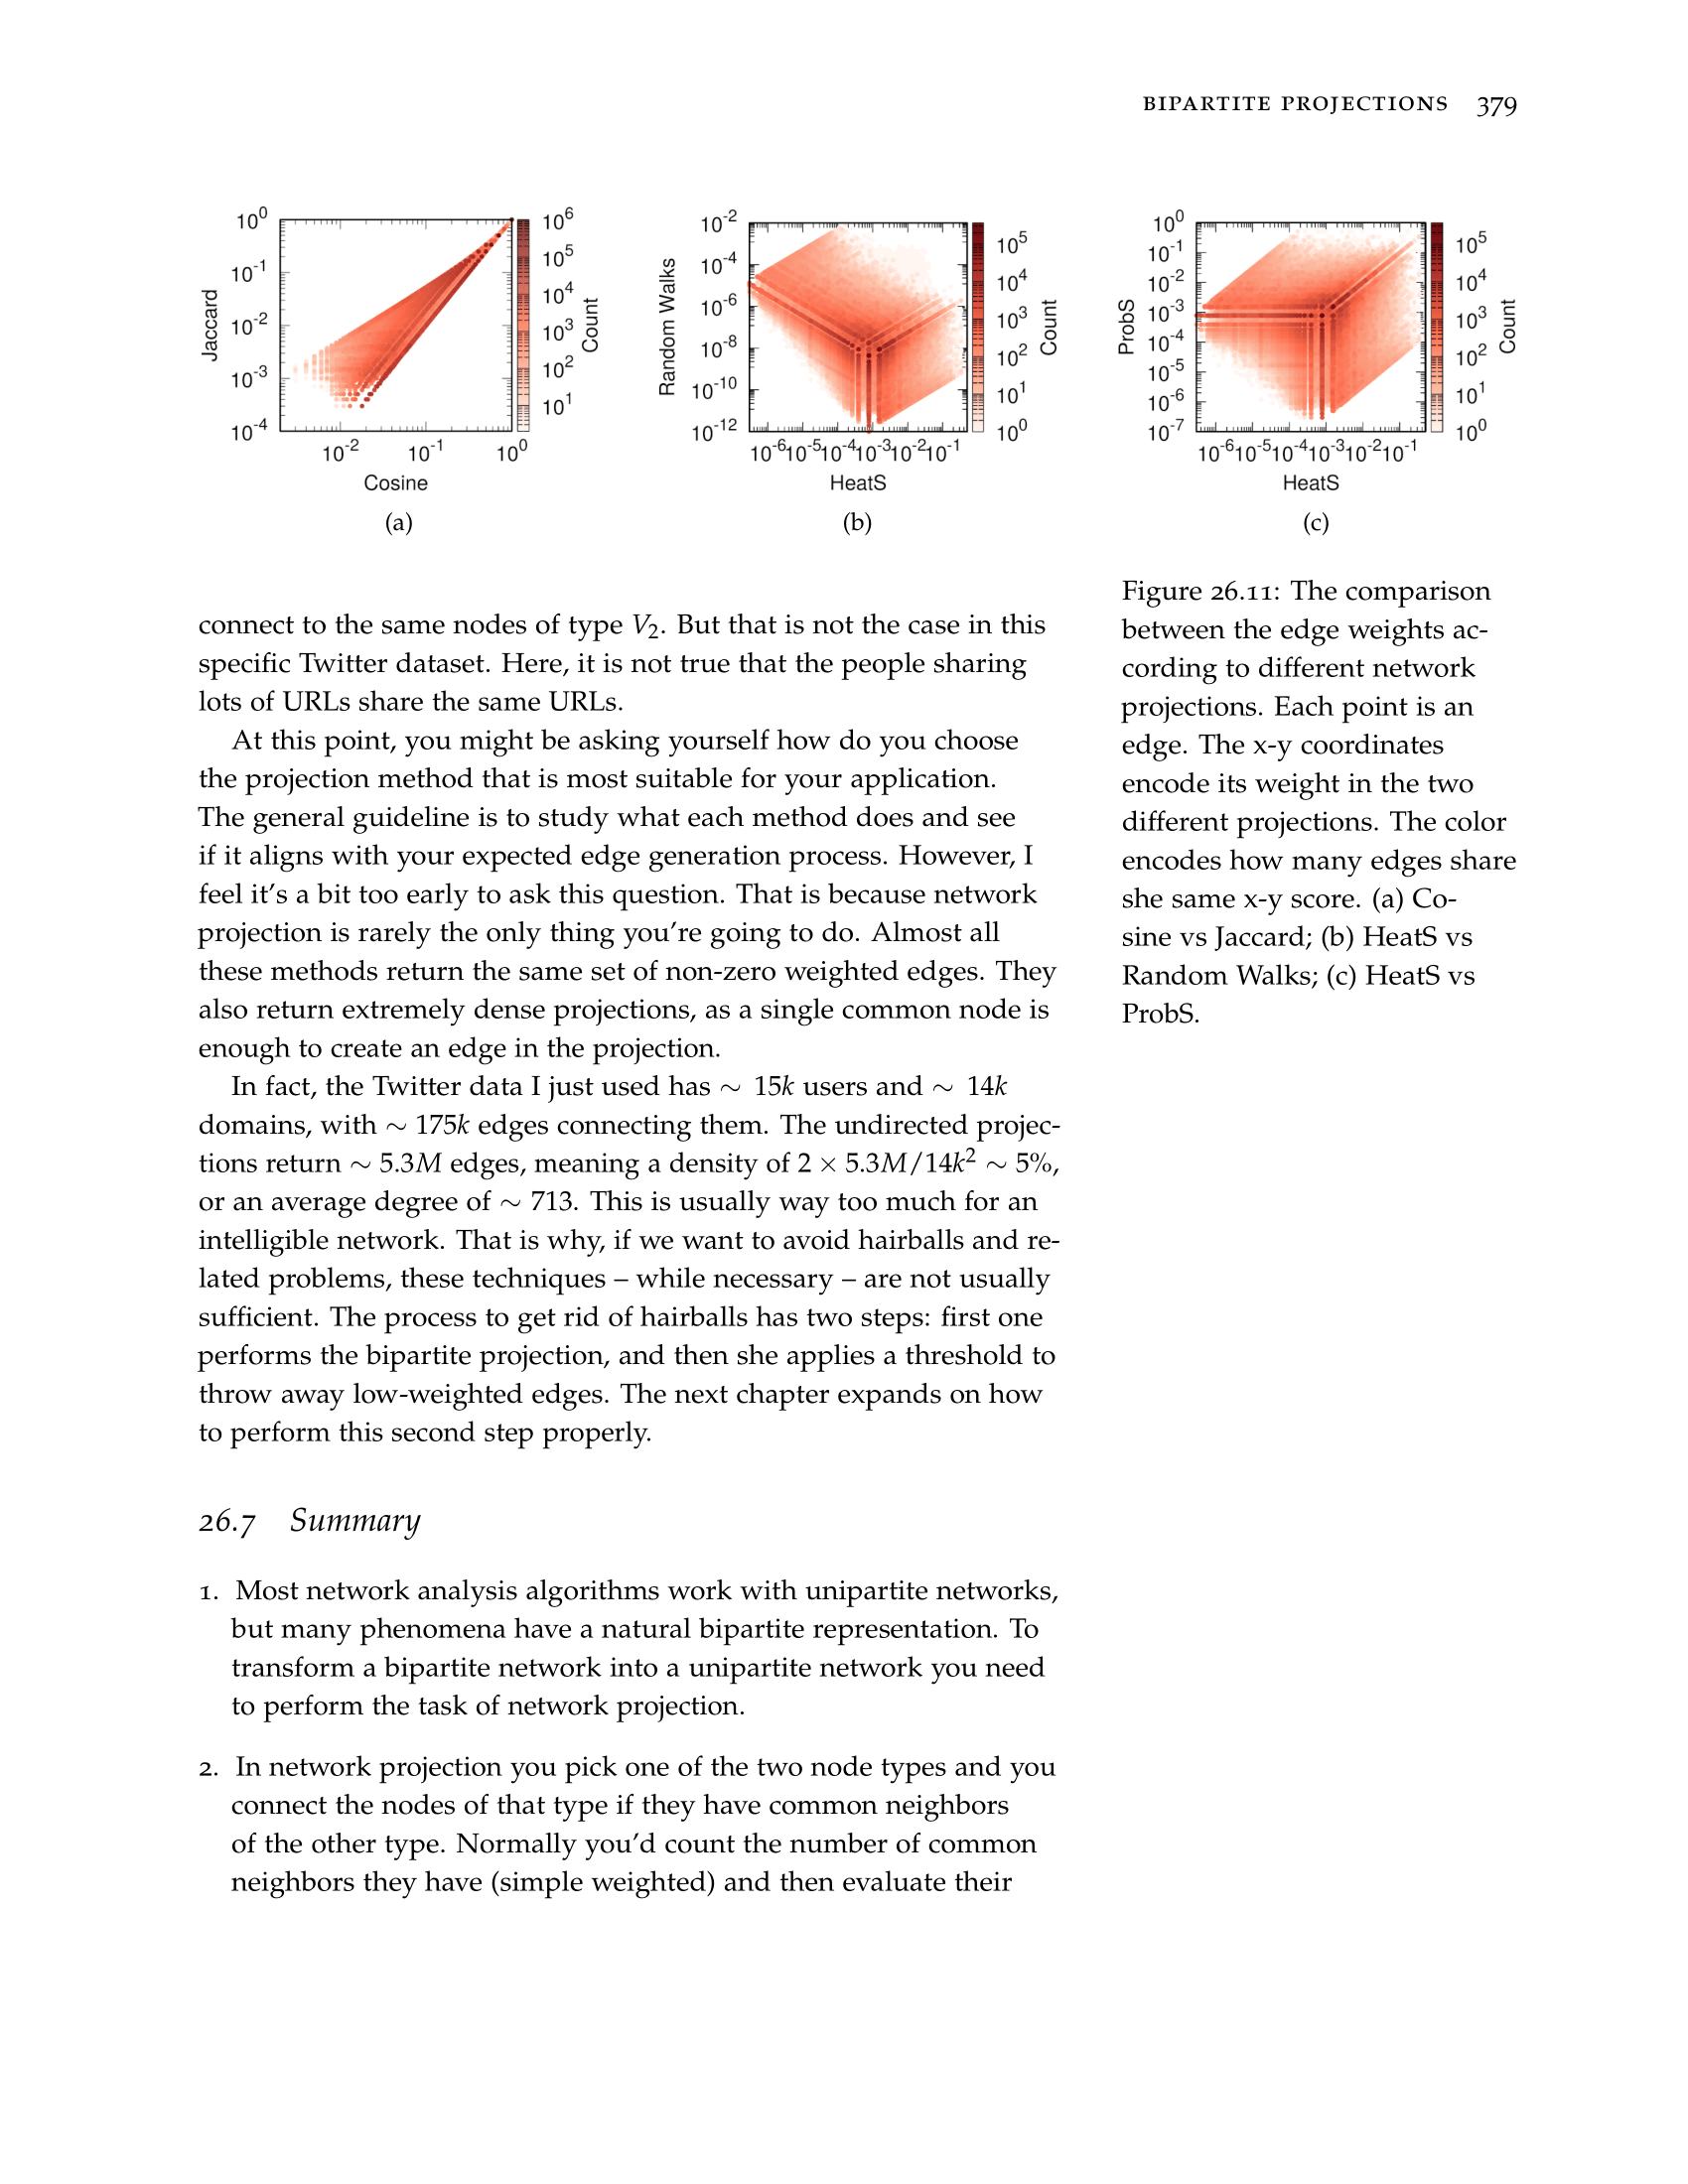 BIPARTITE PROJECTIONS 379
10^0
10^-1
10^-2
10^-3
10^-4
Jaccard
10^-2 10^-1 10^0
Cosine
10^6
10^5
10^4
10^3
10^2
10^1
Count
(a)
10^-2
10^-4
10^-6
10^-8
10^-10
10^-12
Random Walks
10^-6 10^-5 10^-4 10^-3 10^-2 10^-1
HeatS
10^5
10^4
10^3
10^2
10^1
10^0
Count
(b)
10^0
10^-1
10^-2
10^-3
10^-4
10^-5
10^-6
10^-7
ProbS
10^-6 10^-5 10^-4 10^-3 10^-2 10^-1
HeatS
10^5
10^4
10^3
10^2
10^1
10^0
Count
(c)
Figure 26.11: The comparison
between the edge weights ac-
cording to different network
projections. Each point is an
edge. The x-y coordinates
encode its weight in the two
different projections. The color
encodes how many edges share
she same x-y score. (a) Co-
sine vs Jaccard; (b) HeatS vs
Random Walks; (c) HeatS vs
ProbS.
connect to the same nodes of type V₂. But that is not the case in this
specific Twitter dataset. Here, it is not true that the people sharing
lots of URLs share the same URLs.
At this point, you might be asking yourself how do you choose
the projection method that is most suitable for your application.
The general guideline is to study what each method does and see
if it aligns with your expected edge generation process. However, I
feel it's a bit too early to ask this question. That is because network
projection is rarely the only thing you're going to do. Almost all
these methods return the same set of non-zero weighted edges. They
also return extremely dense projections, as a single common node is
enough to create an edge in the projection.
In fact, the Twitter data I just used has ∼ 15k users and ∼ 14k
domains, with ∼ 175k edges connecting them. The undirected projec-
tions return ∼ 5.3M edges, meaning a density of 2 × 5.3M/14k² ∼ 5%,
or an average degree of ∼ 713. This is usually way too much for an
intelligible network. That is why, if we want to avoid hairballs and re-
lated problems, these techniques – while necessary – are not usually
sufficient. The process to get rid of hairballs has two steps: first one
performs the bipartite projection, and then she applies a threshold to
throw away low-weighted edges. The next chapter expands on how
to perform this second step properly.
26.7 Summary
1. Most network analysis algorithms work with unipartite networks,
but many phenomena have a natural bipartite representation. To
transform a bipartite network into a unipartite network you need
to perform the task of network projection.
2. In network projection you pick one of the two node types and you
connect the nodes of that type if they have common neighbors
of the other type. Normally you'd count the number of common
neighbors they have (simple weighted) and then evaluate their